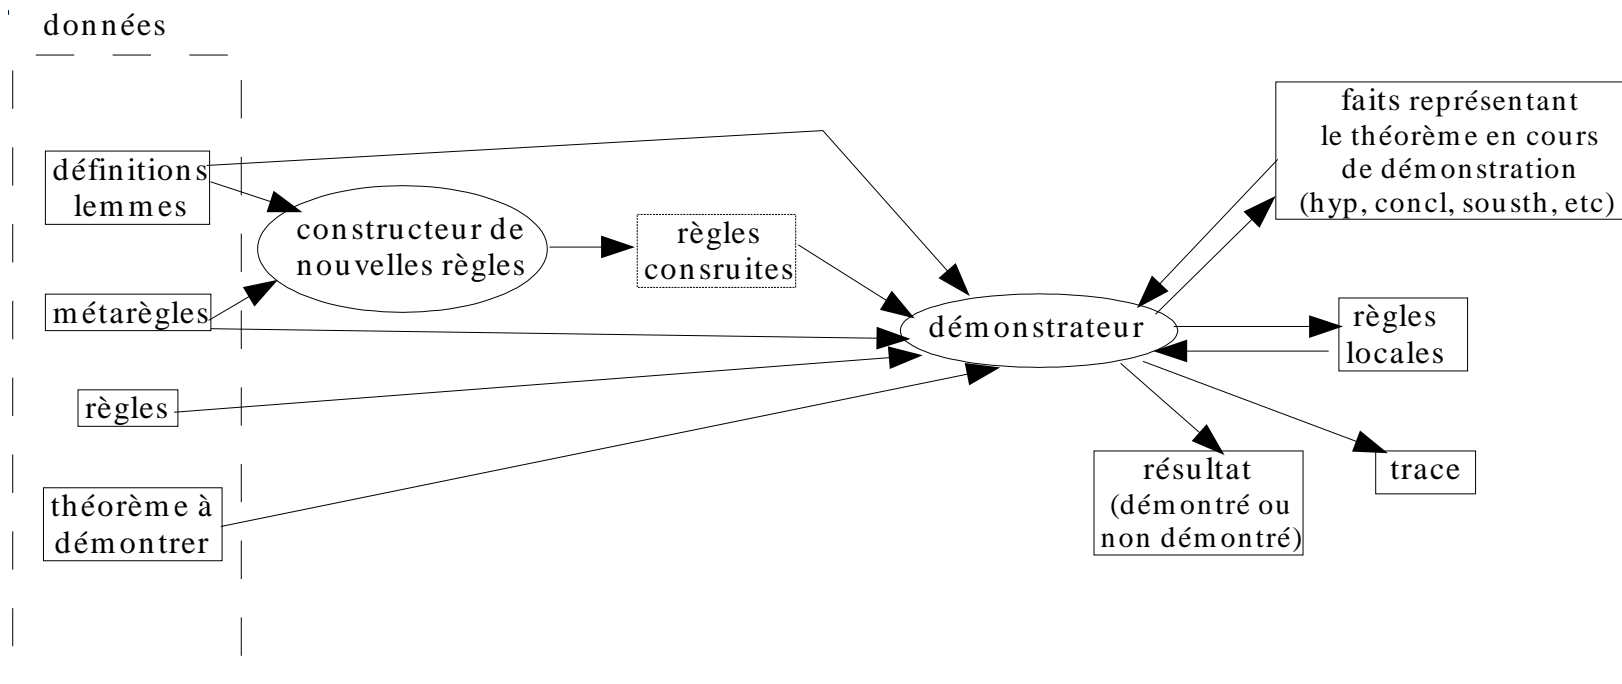 données
définitions
lemmes
constructeur de
nouvelles règles
règles
consruites
métarègles
règles
théorème à
démontrer
démonstrateur
faits représentant
le théorème en cours
de démonstration
(hyp, concl, sousth, etc)
règles
locales
résultat
(démontré ou
non démontré)
trace